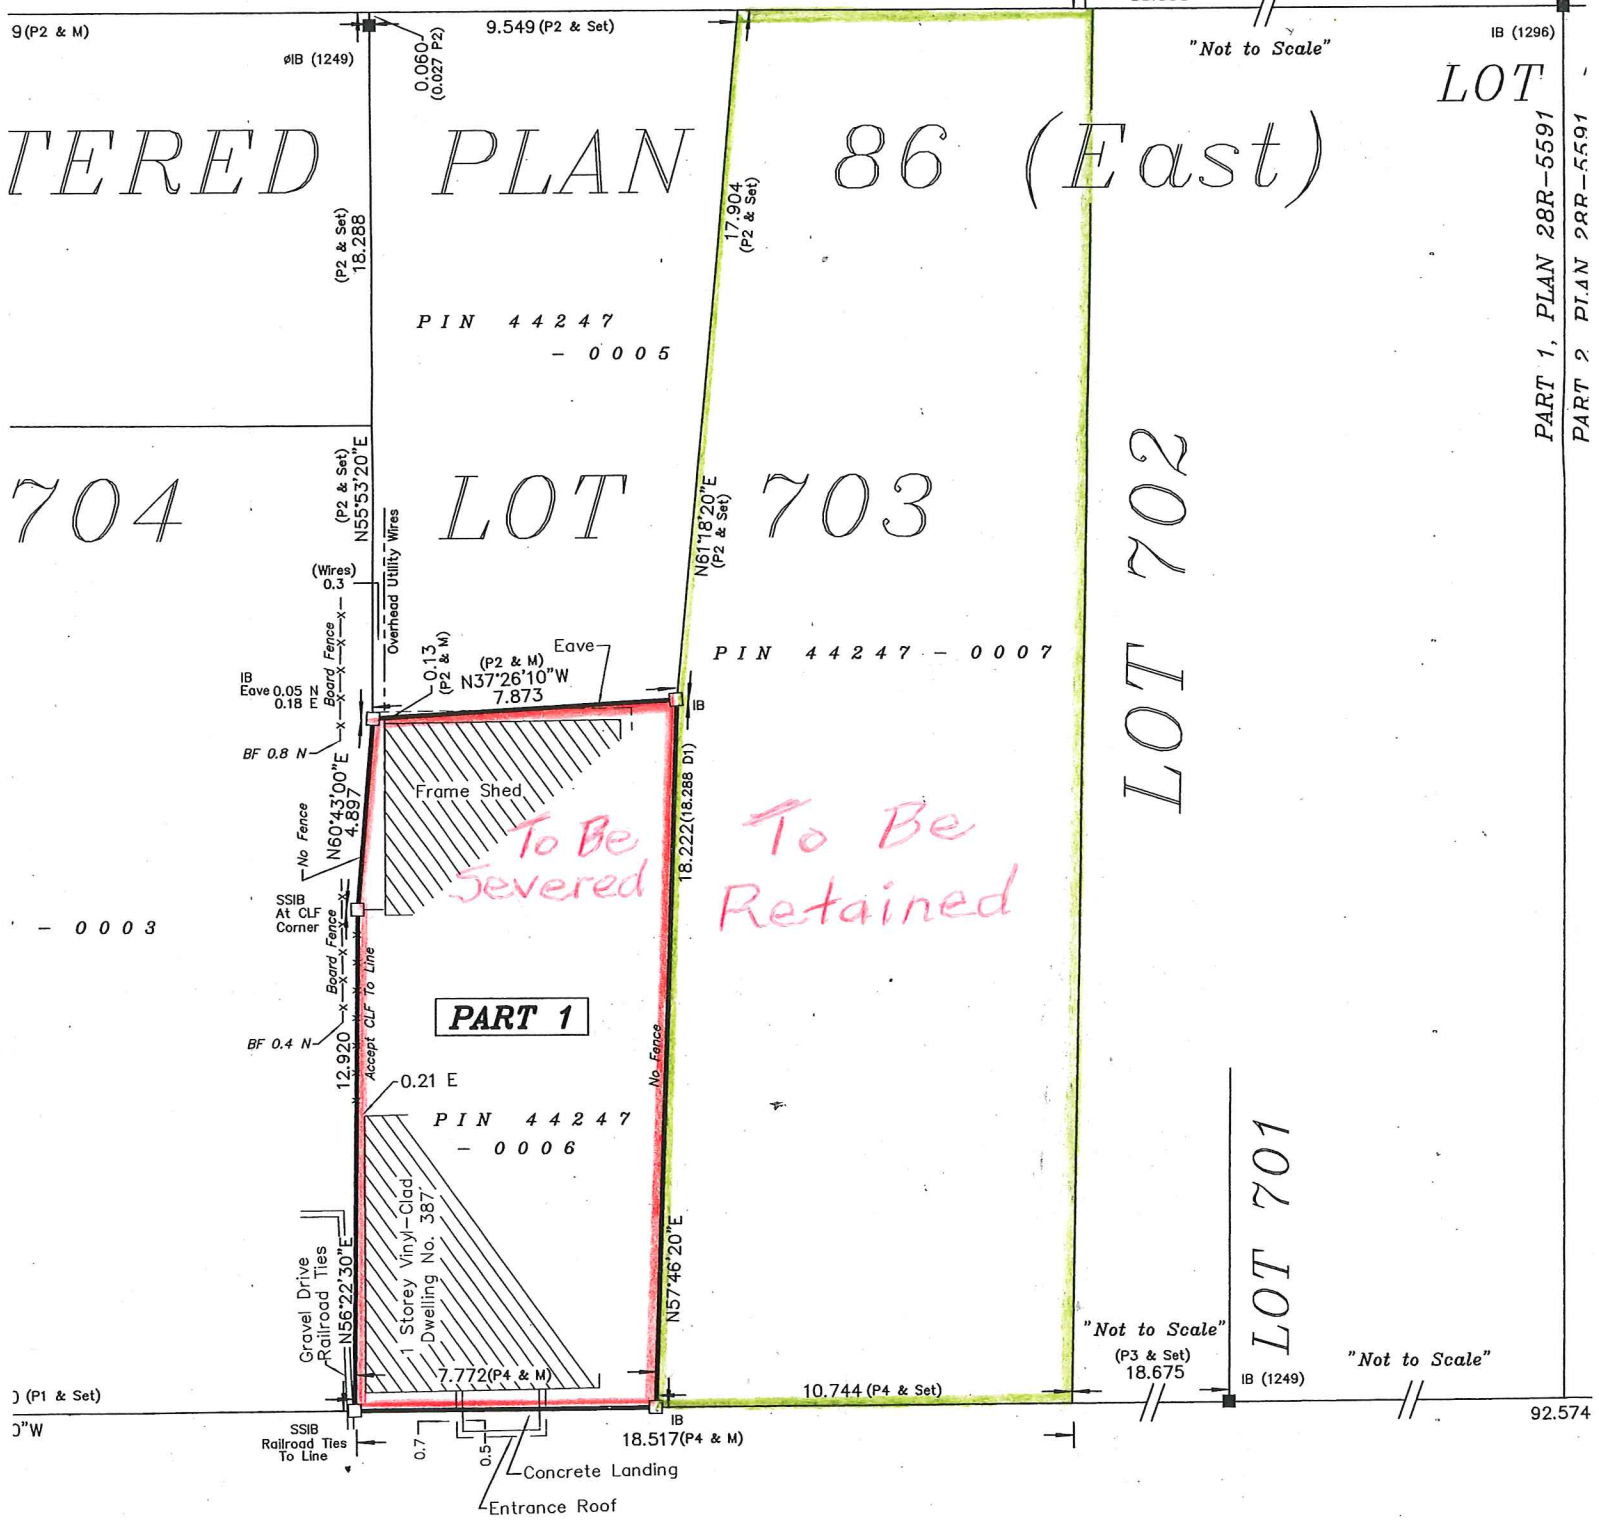 9(P2 & M)
øIB (1249)
0.060
(0.027 P2)
9.549 (P2 & Set)
"Not to Scale"
IB (1296)
LOT
TERED PLAN 86 (East)
PART 1, PLAN 28R-5591
PART 2, PLAN 28R-5591
(P2 & Set)
18.288
17.904
(P2 & Set)
PIN 44247
- 0005
704
LOT 703
LOT 702
(P2 & Set)
N55°53'20"E
N61°18'20"E
(P2 & Set)
Overhead Utility Wires
(Wires)
0.3
Board Fence
0.13
(P2 & M)
(P2 & M)
N37°26'10"W
7.873
Eave
PIN 44247 - 0007
IB
Eave 0.05 N
0.18 E
IB
BF 0.8 N
N60°43'00"E
4.897
No Fence
Frame Shed
18.222(18.288 D1)
To Be
Severed
To Be
Retained
SSIB
At CLF
Corner
- 0003
Board Fence
Accept CLF To Line
BF 0.4 N
12.920
PART 1
No Fence
0.21 E
PIN 44247
- 0006
1 Storey Vinyl-Clad
Dwelling No. 387
Gravel Drive
Railroad Ties
N56°22'30"E
N57°46'20"E
LOT 701
"Not to Scale"
(P3 & Set)
18.675
"Not to Scale"
IB (1249)
7.772(P4 & M)
10.744 (P4 & Set)
) (P1 & Set)
0"W
92.574
SSIB
Railroad Ties
To Line
IB
0.7
0.5
18.517(P4 & M)
Concrete Landing
Entrance Roof